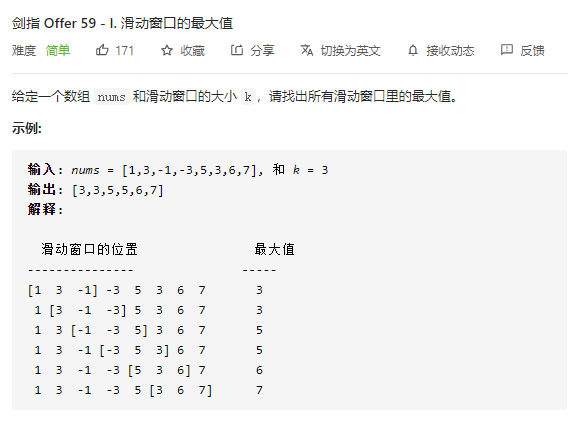 剑指 Offer 59 - I. 滑动窗口的最大值
难度 简单 171 收藏 分享 切换为英文 接收动态 反馈
给定一个数组 nums 和滑动窗口的大小 k，请找出所有滑动窗口里的最大值。
示例:
输入: nums = [1,3,-1,-3,5,3,6,7], 和 k = 3
输出: [3,3,5,5,6,7]
解释:
滑动窗口的位置 最大值
--------------- -----
[1 3 -1] -3 5 3 6 7 3
1 [3 -1 -3] 5 3 6 7 3
1 3 [-1 -3 5] 3 6 7 5
1 3 -1 [-3 5 3] 6 7 5
1 3 -1 -3 [5 3 6] 7 6
1 3 -1 -3 5 [3 6 7] 7